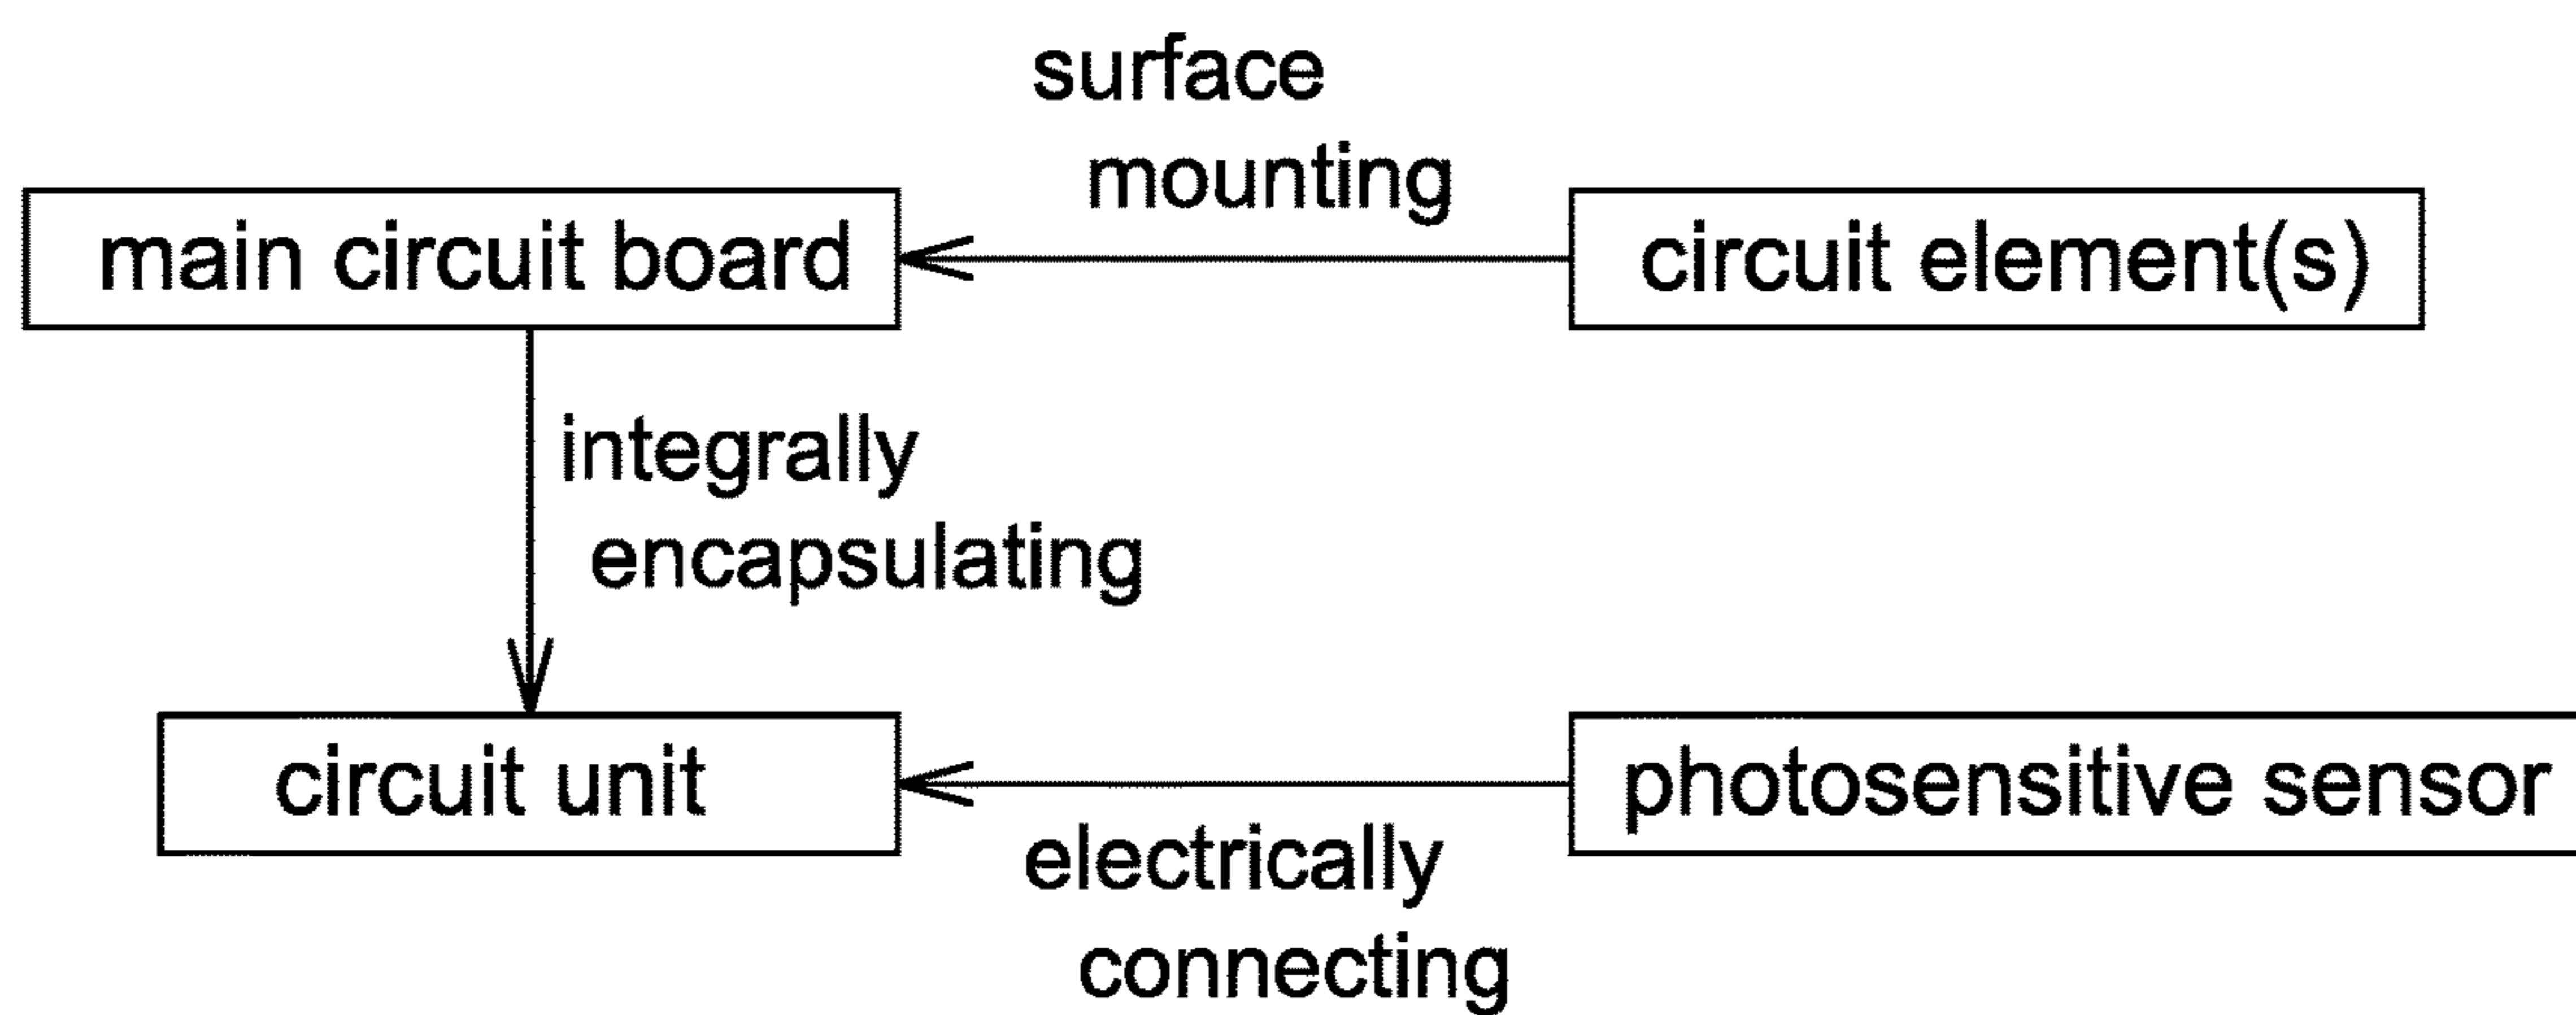 surface
mounting
main circuit board
circuit element(s)
integrally
encapsulating
circuit unit
photosensitive sensor
electrically
connecting